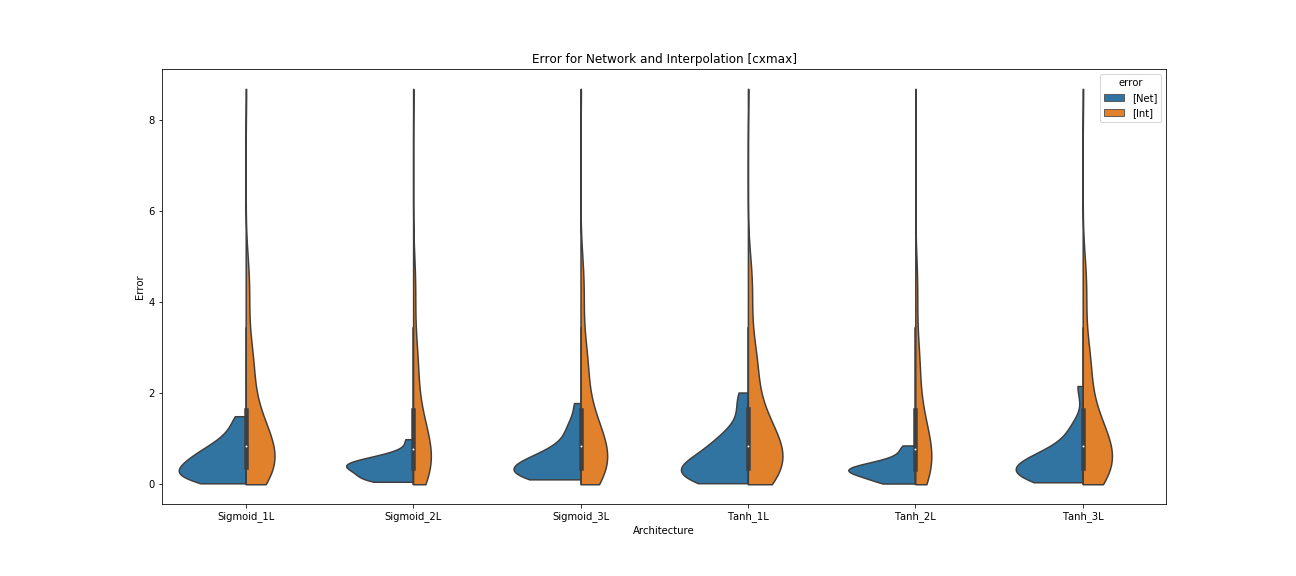 Error for Network and Interpolation [cxmax]
error
[Net]
[Int]
8
6
4
2
0
Error
Sigmoid_1L
Sigmoid_2L
Sigmoid_3L
Tanh_1L
Tanh_2L
Tanh_3L
Architecture